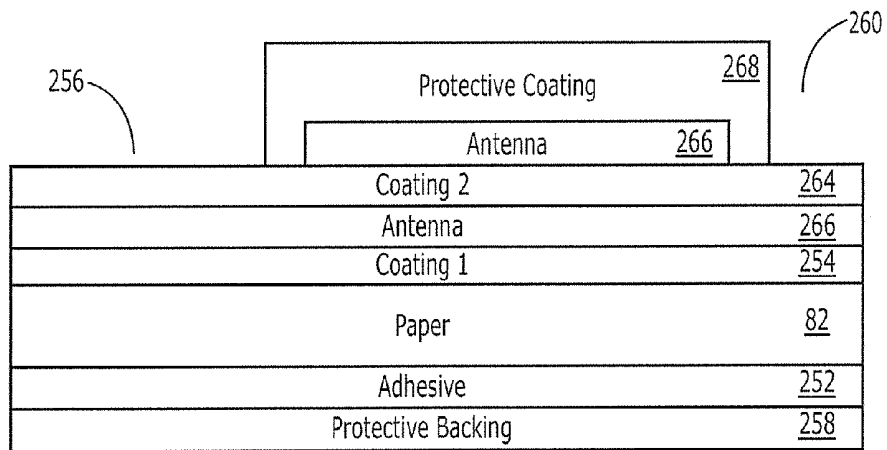 260
256
Protective Coating 268
Antenna 266
Coating 2 264
Antenna 266
Coating 1 254
Paper 82
Adhesive 252
Protective Backing 258